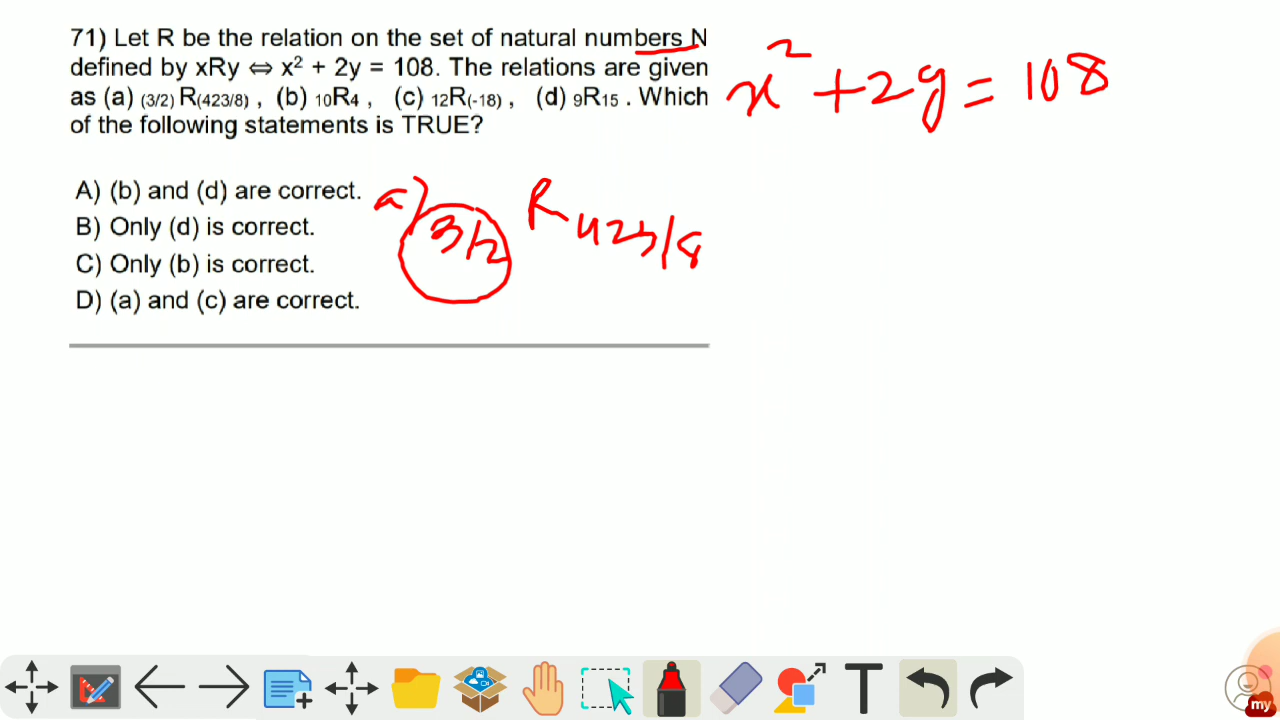 71) Let R be the relation on the set of natural numbers N
defined by xRy ⇔ x² + 2y = 108. The relations are given
as (a) (3/2) R(423/8) , (b) 10R4 , (c) 12R(-18) , (d) 9R15 . Which
of the following statements is TRUE?
x² + 2y = 108
A) (b) and (d) are correct.
B) Only (d) is correct.
C) Only (b) is correct.
D) (a) and (c) are correct.
a) 3/2 R 423/8
T
my